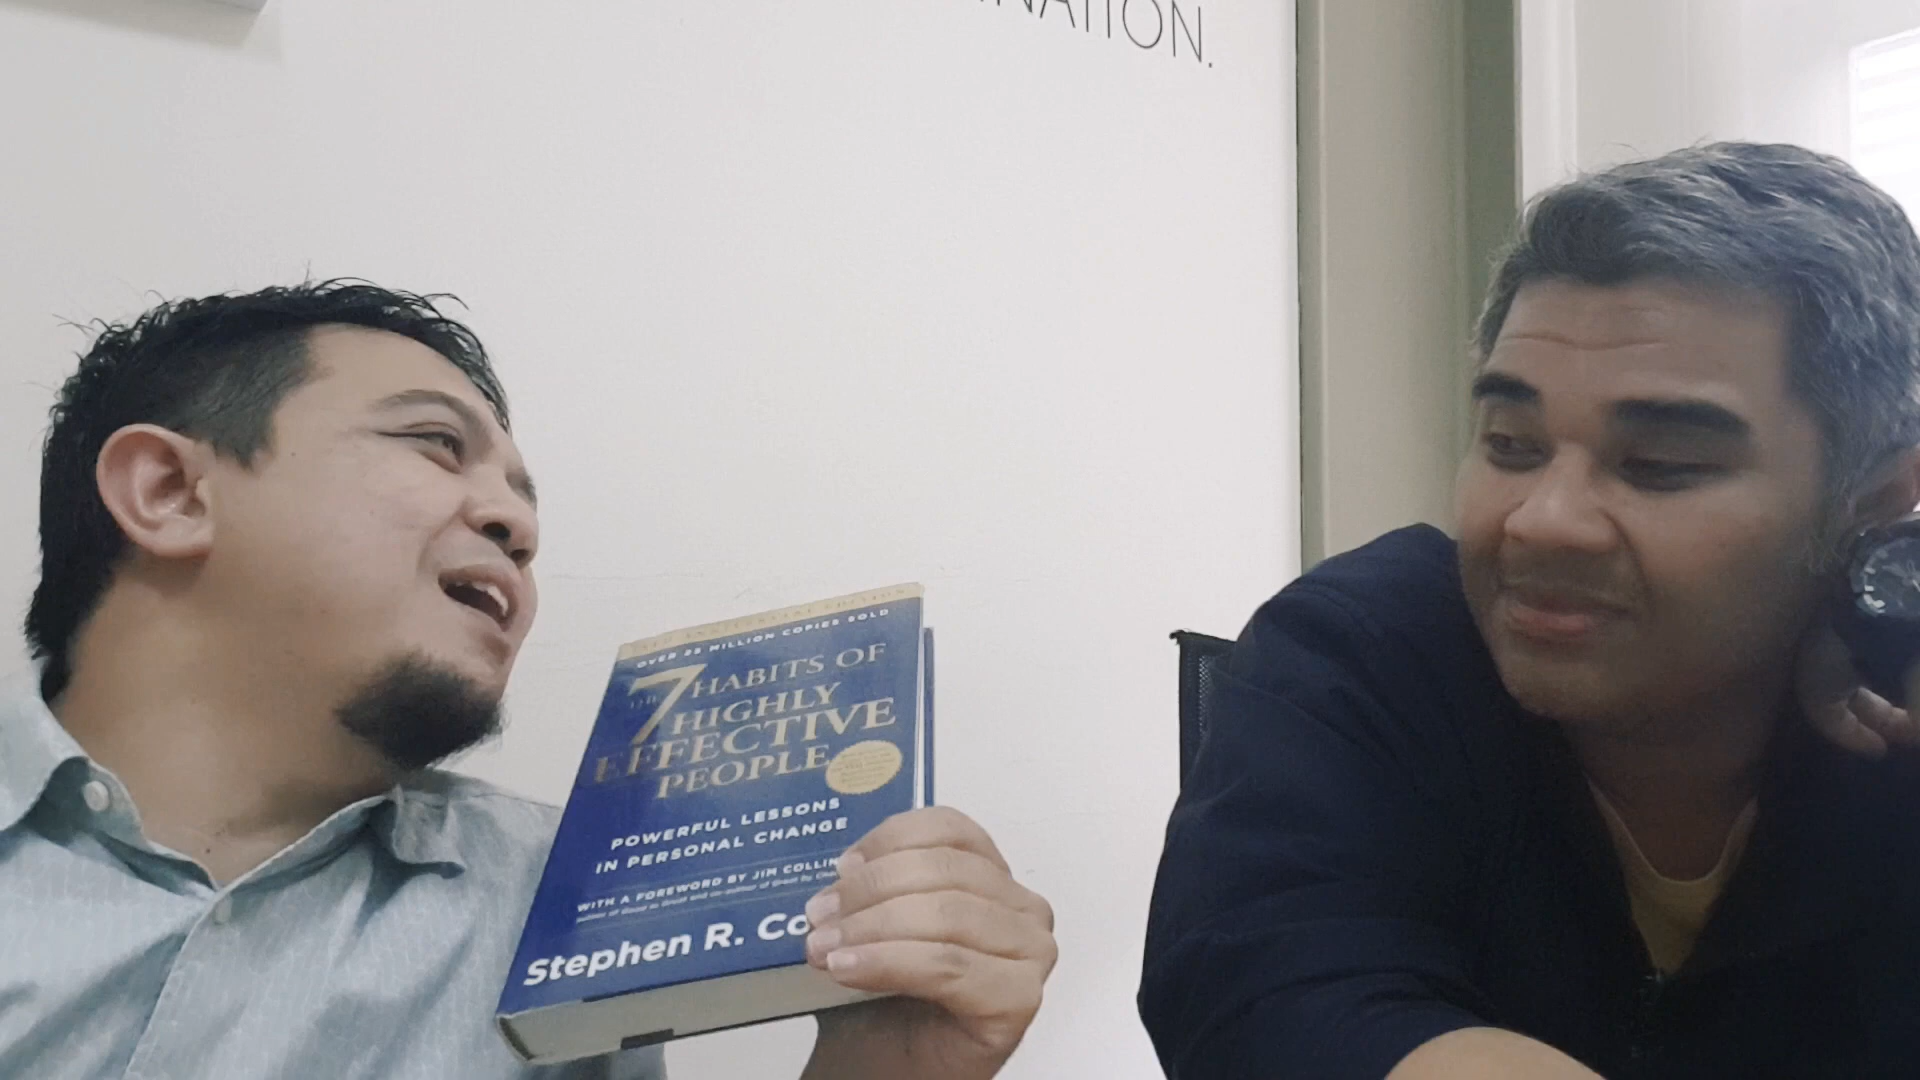 NATION.
OVER 25 MILLION COPIES SOLD
THE 7 HABITS OF
HIGHLY
EFFECTIVE
PEOPLE
POWERFUL LESSONS
IN PERSONAL CHANGE
WITH A FOREWORD BY JIM COLLIN
Stephen R. Co